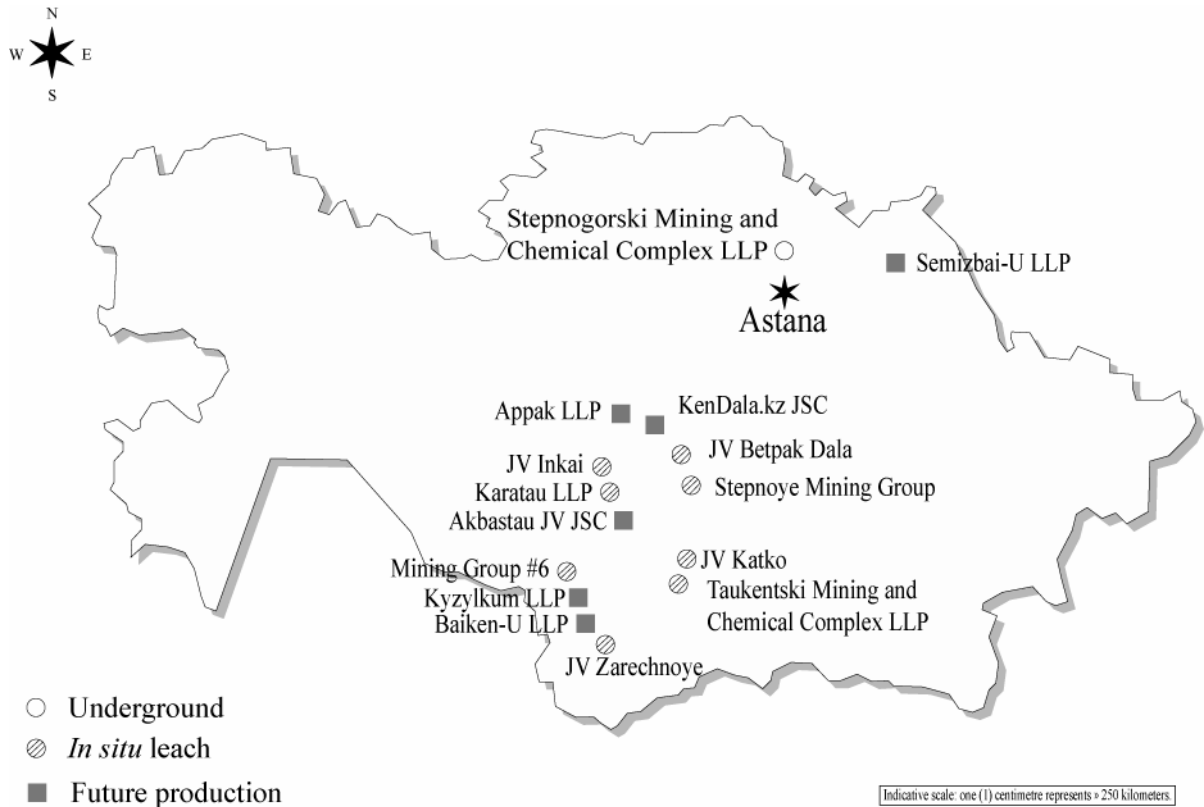 N
W
E
S
Stepnogorski Mining and
Chemical Complex LLP
Semizbai-U LLP
Astana
Appak LLP
KenDala.kz JSC
JV Betpak Dala
JV Inkai
Stepnoye Mining Group
Karatau LLP
Akbastau JV JSC
JV Katko
Mining Group #6
Taukentski Mining and
Chemical Complex LLP
Kyzylkum LLP
Baiken-U LLP
JV Zarechnoye
Underground
In situ leach
Future production
Indicative scale: one (1) centimetre represents » 250 kilometers.